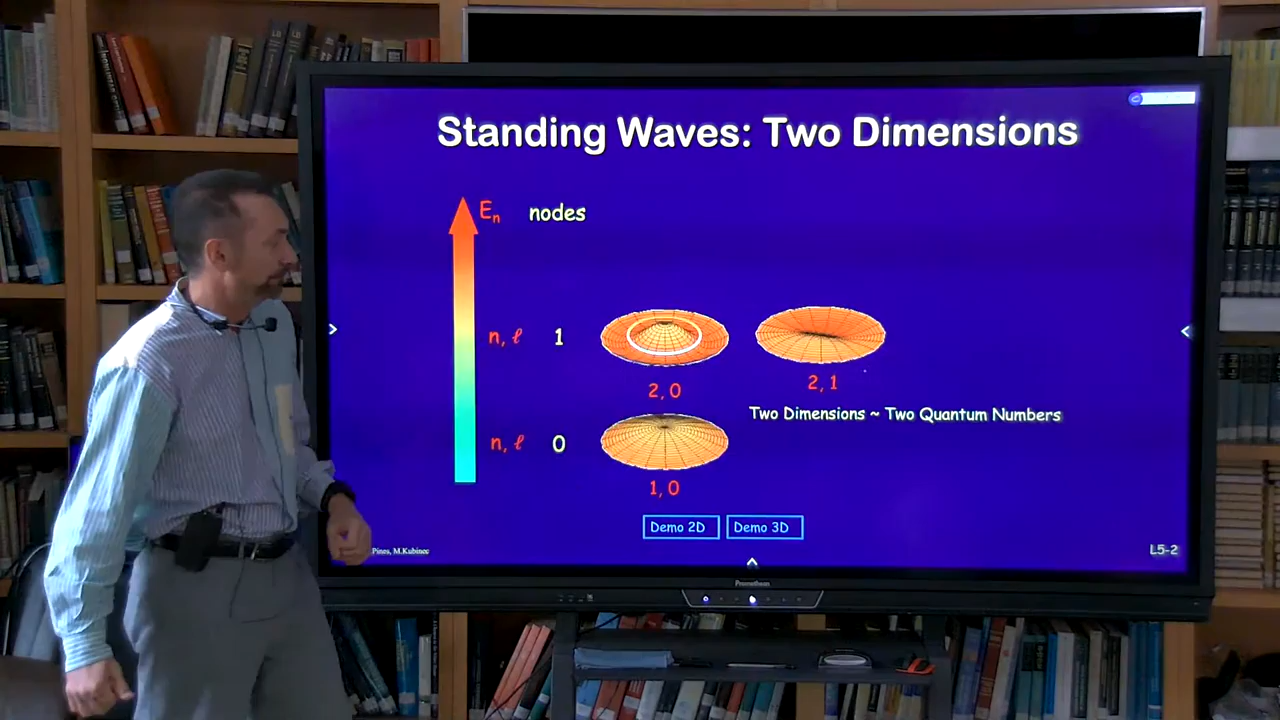 Standing Waves: Two Dimensions
Eₙ nodes
n, ℓ 1
2, 0
2, 1
Two Dimensions ~ Two Quantum Numbers
n, ℓ 0
1, 0
Demo 2D
Demo 3D
Pines, M.Kubinec
L5-2
Promethean